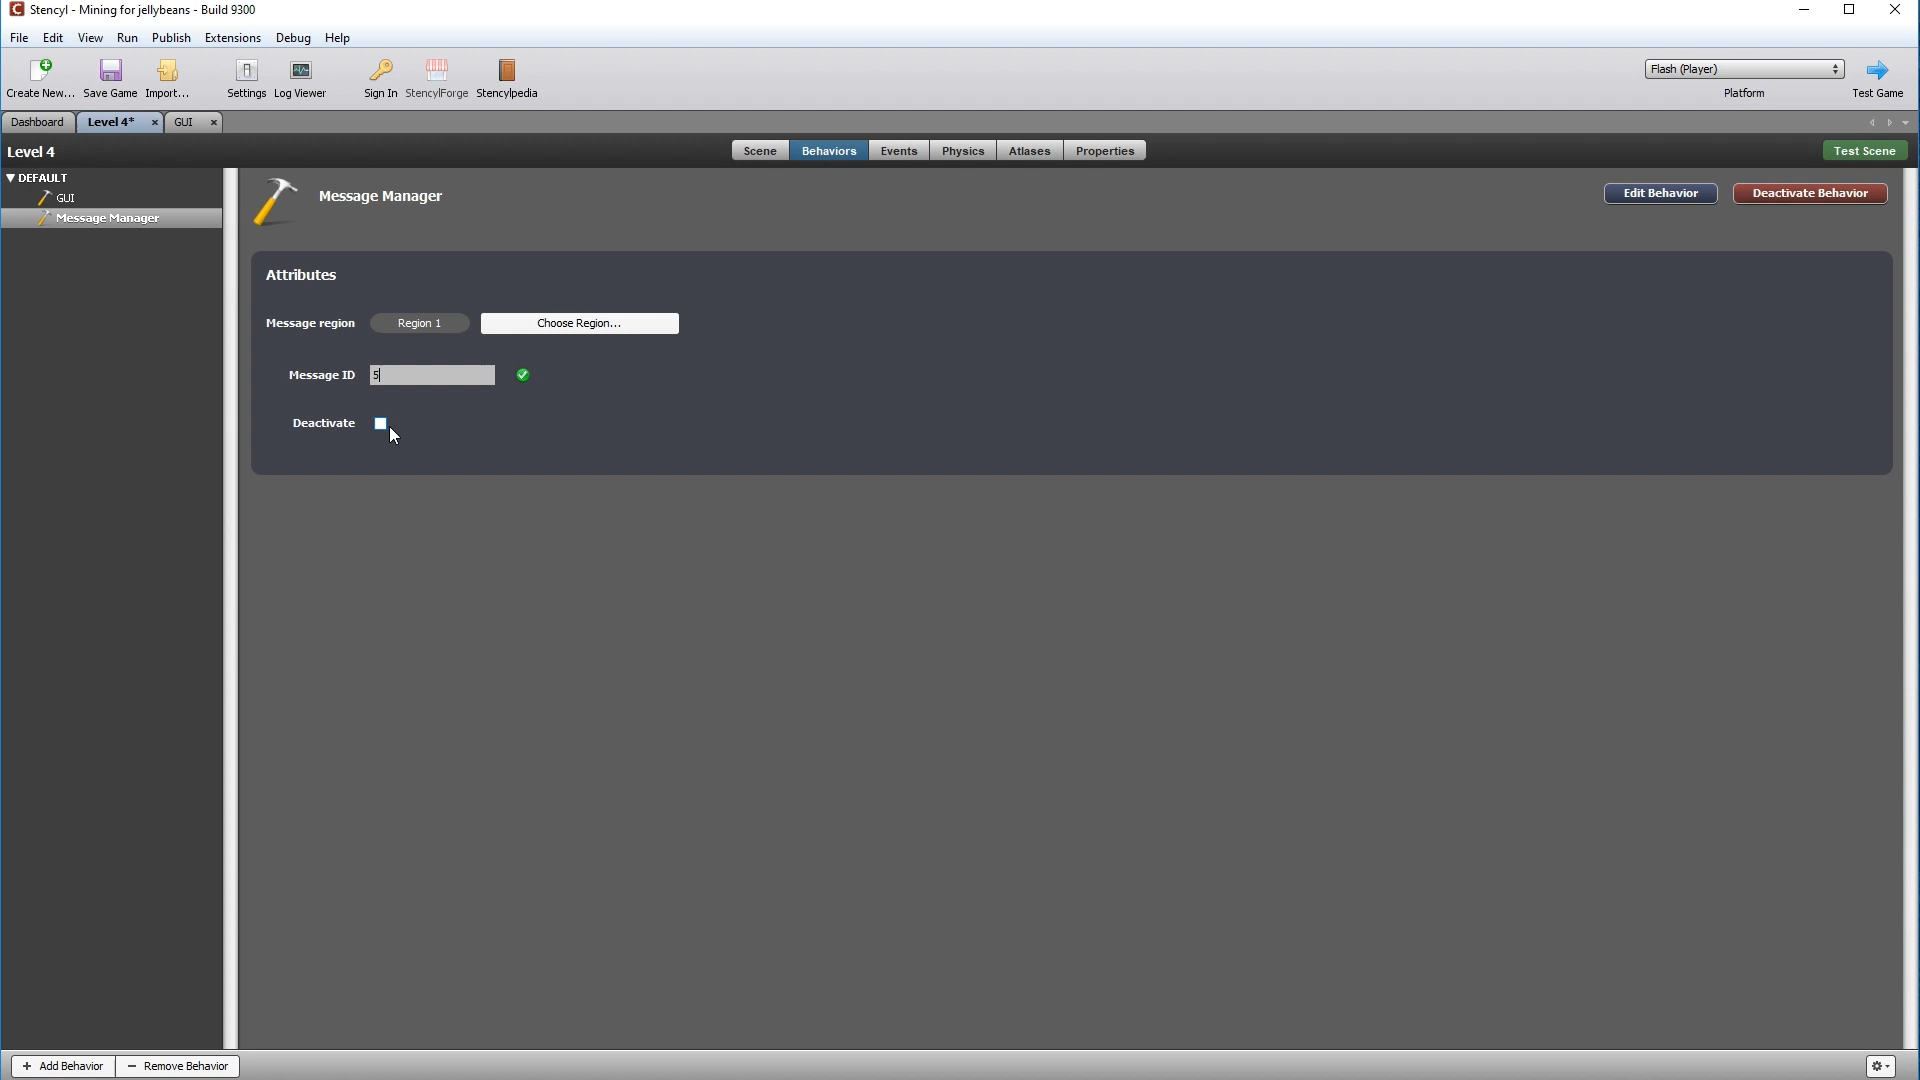 Stencyl - Mining for jellybeans - Build 9300
File Edit View Run Publish Extensions Debug Help
Create New... Save Game Import... Settings Log Viewer Sign In StencylForge Stencylpedia
Flash (Player)
Platform
Test Game
Dashboard Level 4* GUI
Level 4
Scene Behaviors Events Physics Atlases Properties
Test Scene
DEFAULT
GUI
Message Manager
Message Manager
Edit Behavior Deactivate Behavior
Attributes
Message region Region 1 Choose Region...
Message ID 5
Deactivate
+ Add Behavior − Remove Behavior